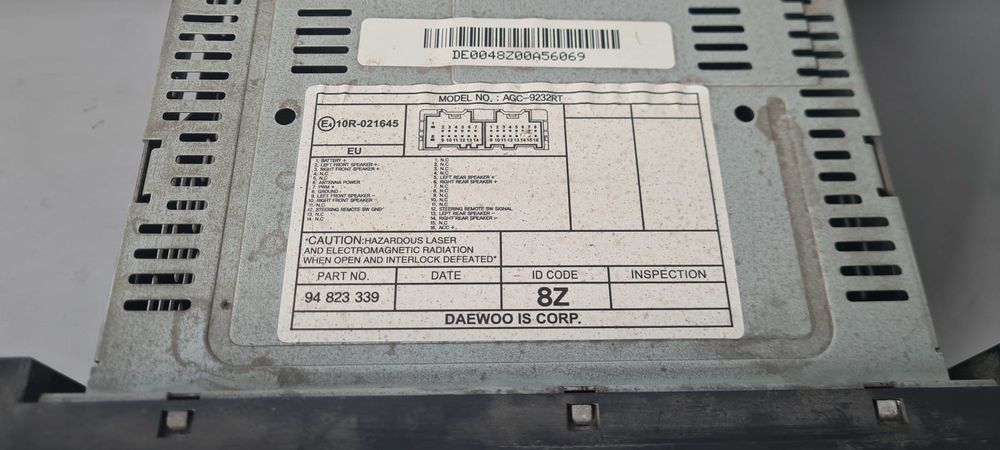 DE0048Z00A56069
MODEL NO. : AGC-9232RT
E4 10R-021645
EU
1. BATTERY +
2. LEFT FRONT SPEAKER +
3. RIGHT FRONT SPEAKER +
4. N.C
5. N.C
6. ANTENNA POWER
7. PWM +
8. GROUND -
9. LEFT FRONT SPEAKER -
10. RIGHT FRONT SPEAKER -
11. N.C
12. STEERING REMOTE SW GND
13. N.C
14. N.C
1. N.C
2. N.C
3. N.C
4. N.C
5. LEFT REAR SPEAKER +
6. RIGHT REAR SPEAKER +
7. N.C
8. N.C
9. N.C
10. N.C
11. N.C
12. STEERING REMOTE SW SIGNAL
13. LEFT REAR SPEAKER -
14. RIGHT REAR SPEAKER -
15. N.C
16. ACC +
"CAUTION:HAZARDOUS LASER
AND ELECTROMAGNETIC RADIATION
WHEN OPEN AND INTERLOCK DEFEATED"
PART NO. DATE ID CODE INSPECTION
94 823 339 8Z
DAEWOO IS CORP.